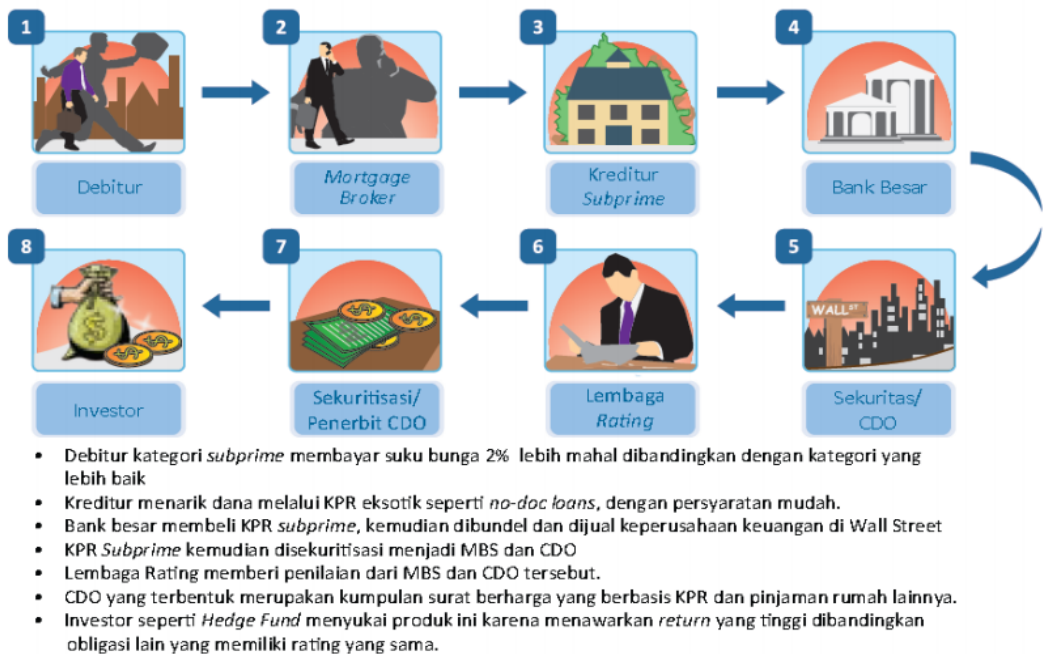 1
2
3
4
Debitur
Mortgage
Broker
Kreditur
Subprime
Bank Besar
8
7
6
5
WALL ST
Investor
Sekuritisasi/
Penerbit CDO
Lembaga
Rating
Sekuritas/
CDO
• Debitur kategori subprime membayar suku bunga 2% lebih mahal dibandingkan dengan kategori yang
lebih baik
• Kreditur menarik dana melalui KPR eksotik seperti no-doc loans, dengan persyaratan mudah.
• Bank besar membeli KPR subprime, kemudian dibundel dan dijual keperusahaan keuangan di Wall Street
• KPR Subprime kemudian disekuritisasi menjadi MBS dan CDO
• Lembaga Rating memberi penilaian dari MBS dan CDO tersebut.
• CDO yang terbentuk merupakan kumpulan surat berharga yang berbasis KPR dan pinjaman rumah lainnya.
• Investor seperti Hedge Fund menyukai produk ini karena menawarkan return yang tinggi dibandingkan
obligasi lain yang memiliki rating yang sama.